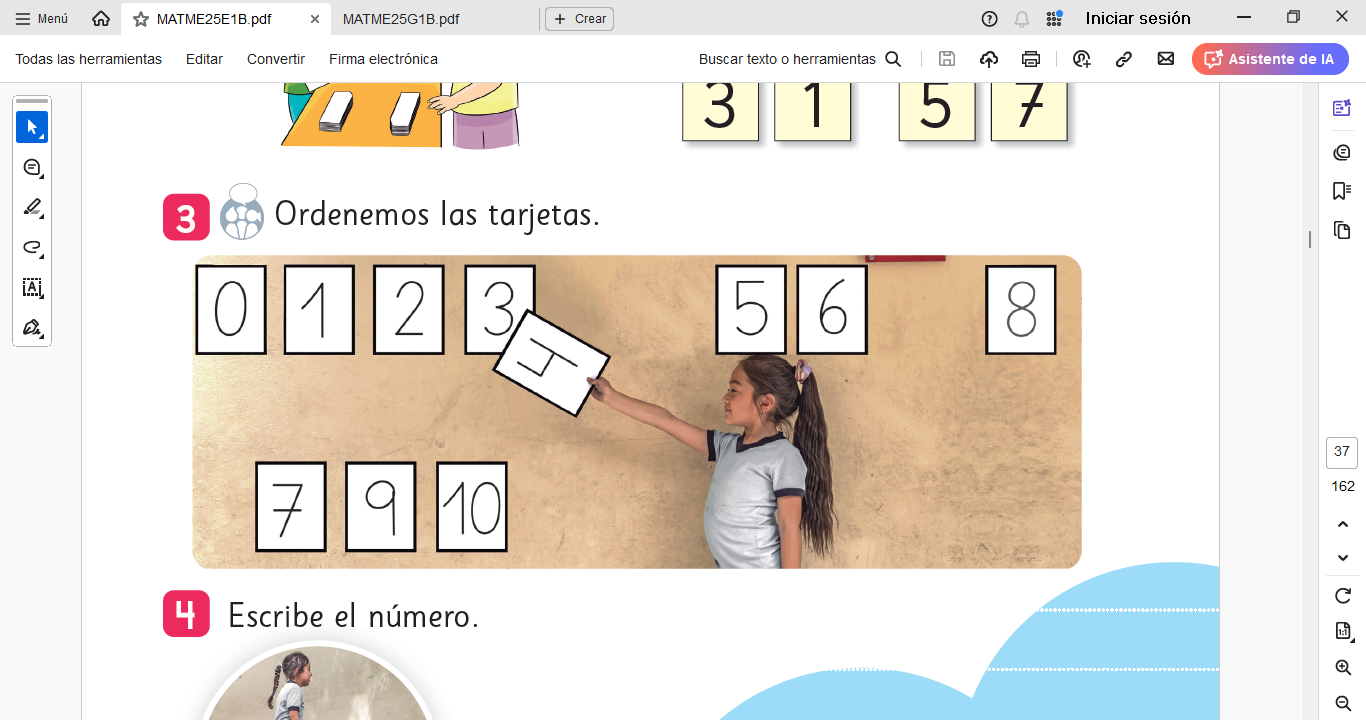 Menú
MATME25E1B.pdf
MATME25G1B.pdf
Crear
Iniciar sesión
Todas las herramientas
Editar
Convertir
Firma electrónica
Buscar texto o herramientas
Asistente de IA
3 1 5 7
3 Ordenemos las tarjetas.
0 1 2 3 5 6 8
4
7 9 10
4 Escribe el número.
37
162
1:1